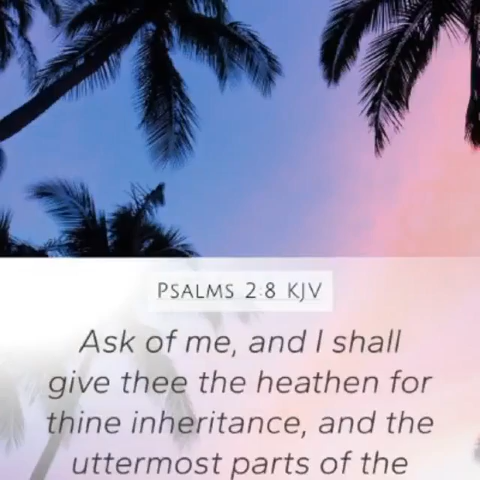 Psalms 2:8 KJV
Ask of me, and I shall
give thee the heathen for
thine inheritance, and the
uttermost parts of the